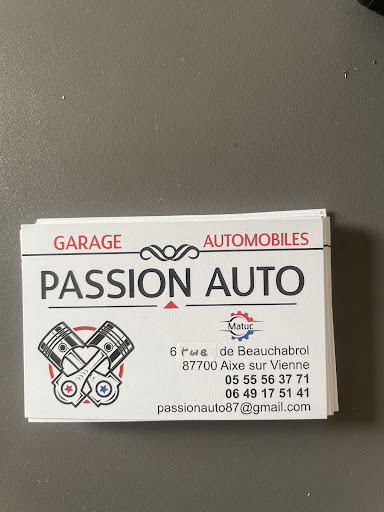 GARAGE AUTOMOBILES
PASSION AUTO
Matuc
6 rue de Beauchabrol
87700 Aixe sur Vienne
05 55 56 37 71
06 49 17 51 41
passionauto87@gmail.com